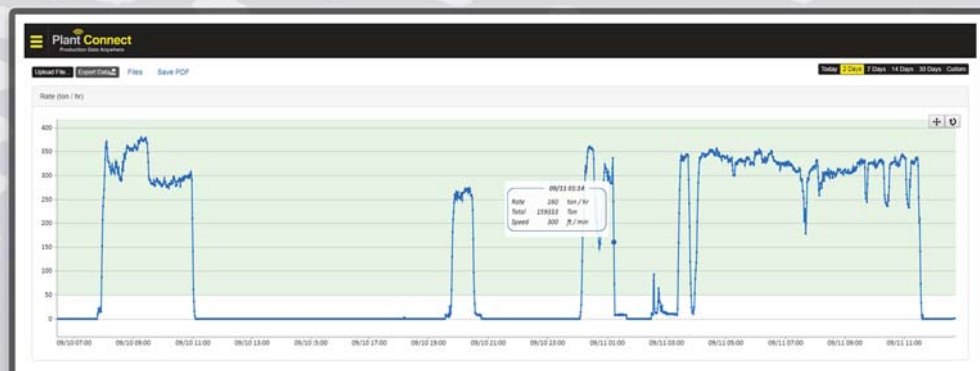 Plant Connect
Production Data Anywhere
Upload File... Export Data Files Save PDF
Today 2 Days 7 Days 14 Days 30 Days Custom
Rate (ton / hr)
400
350
300
250
200
150
100
50
0
09/11 01:14
Rate 160 ton / hr
Total 159333 Ton
Speed 300 ft / min
09/10 07:00 09/10 09:00 09/10 11:00 09/10 13:00 09/10 15:00 09/10 17:00 09/10 19:00 09/10 21:00 09/10 23:00 09/11 01:00 09/11 03:00 09/11 05:00 09/11 07:00 09/11 09:00 09/11 11:00